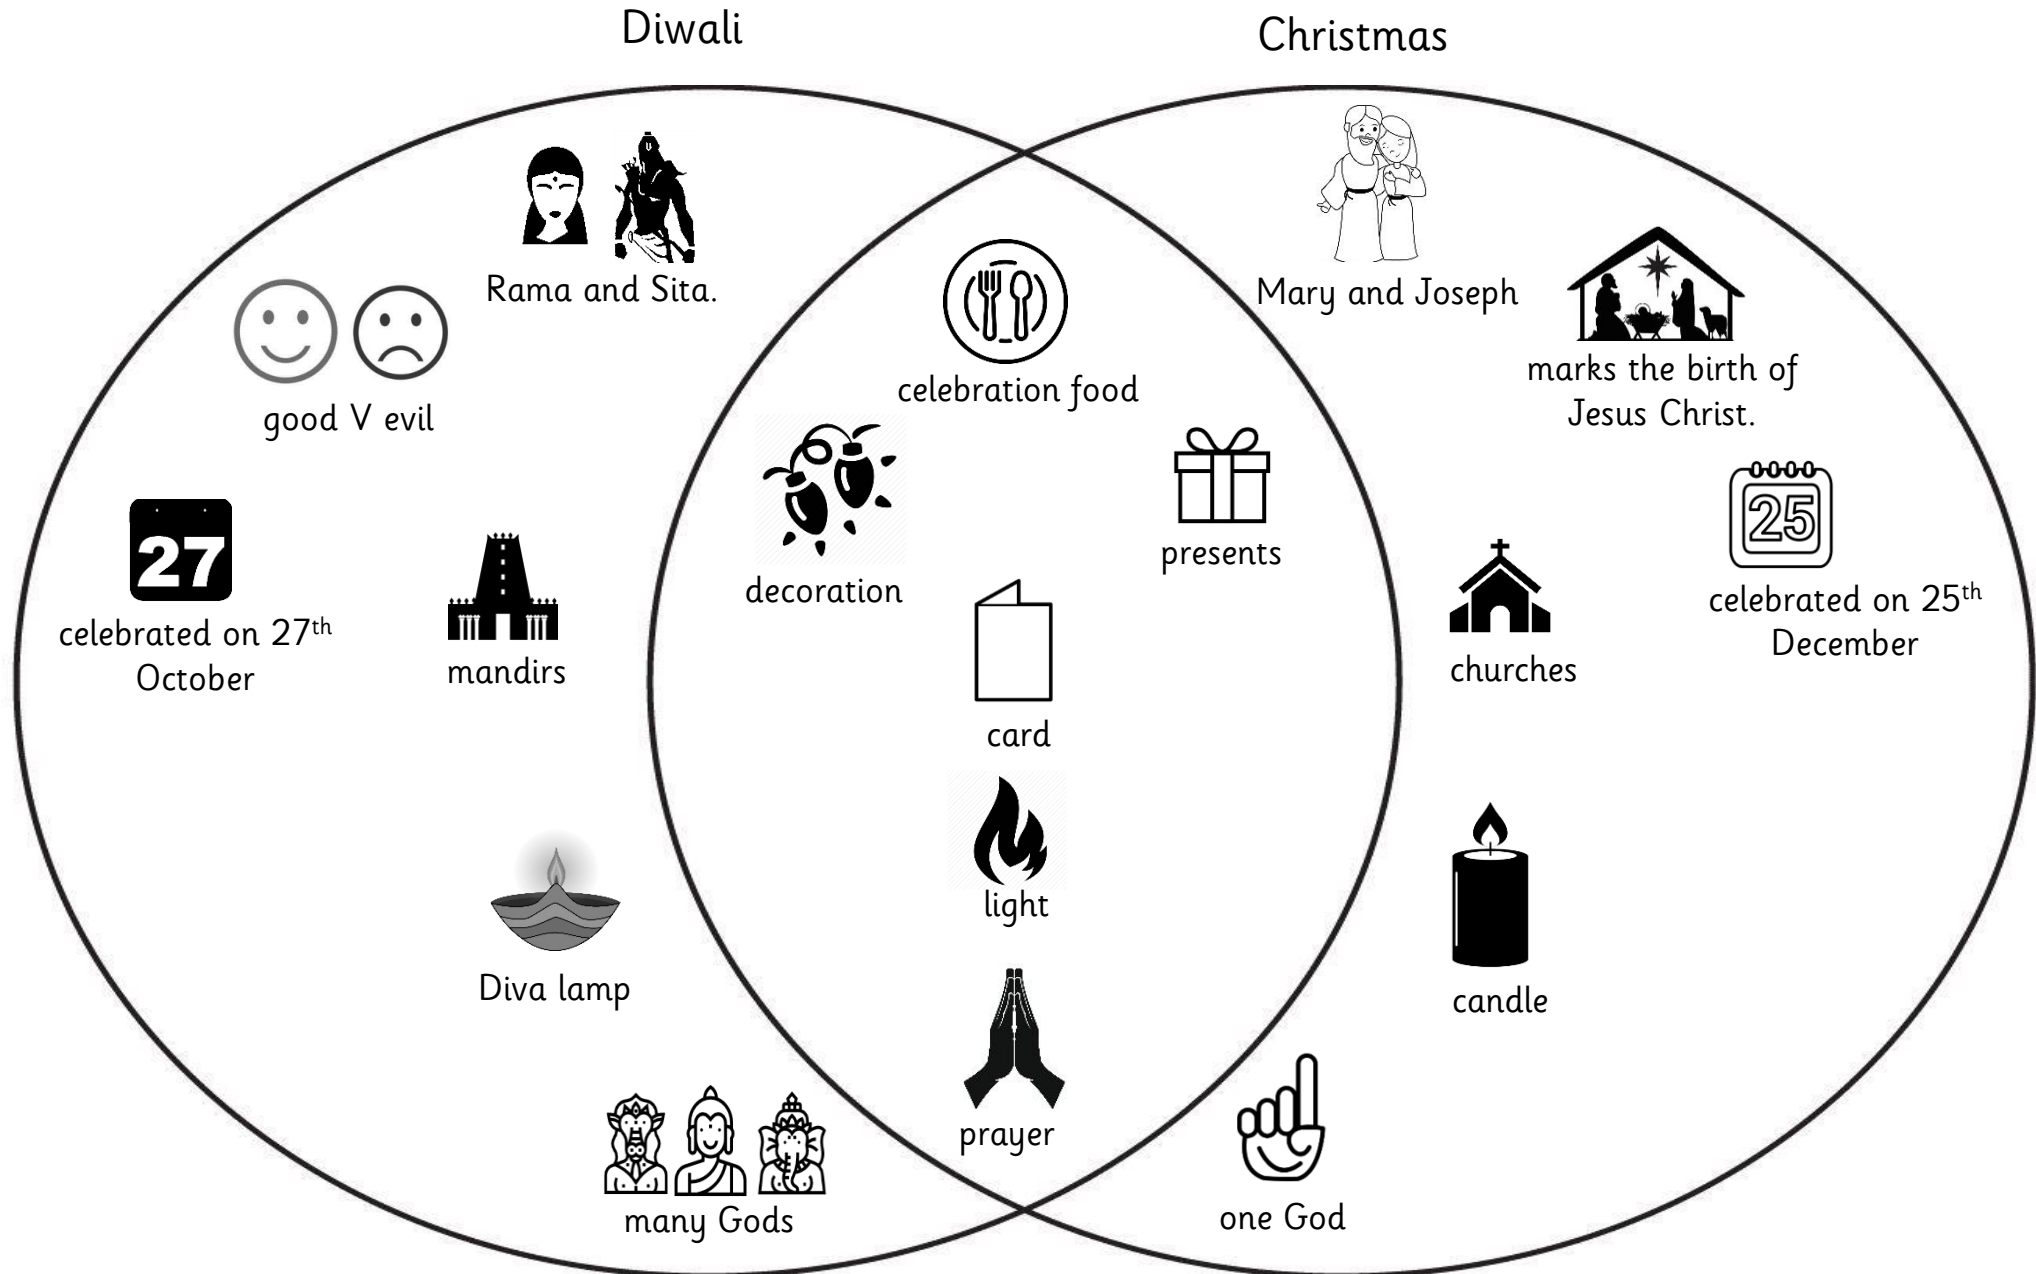 Diwali
Christmas
Rama and Sita.
good V evil
27
celebrated on 27th
October
mandirs
Diva lamp
many Gods
celebration food
decoration
presents
card
light
prayer
Mary and Joseph
marks the birth of
Jesus Christ.
25
celebrated on 25th
December
churches
candle
one God